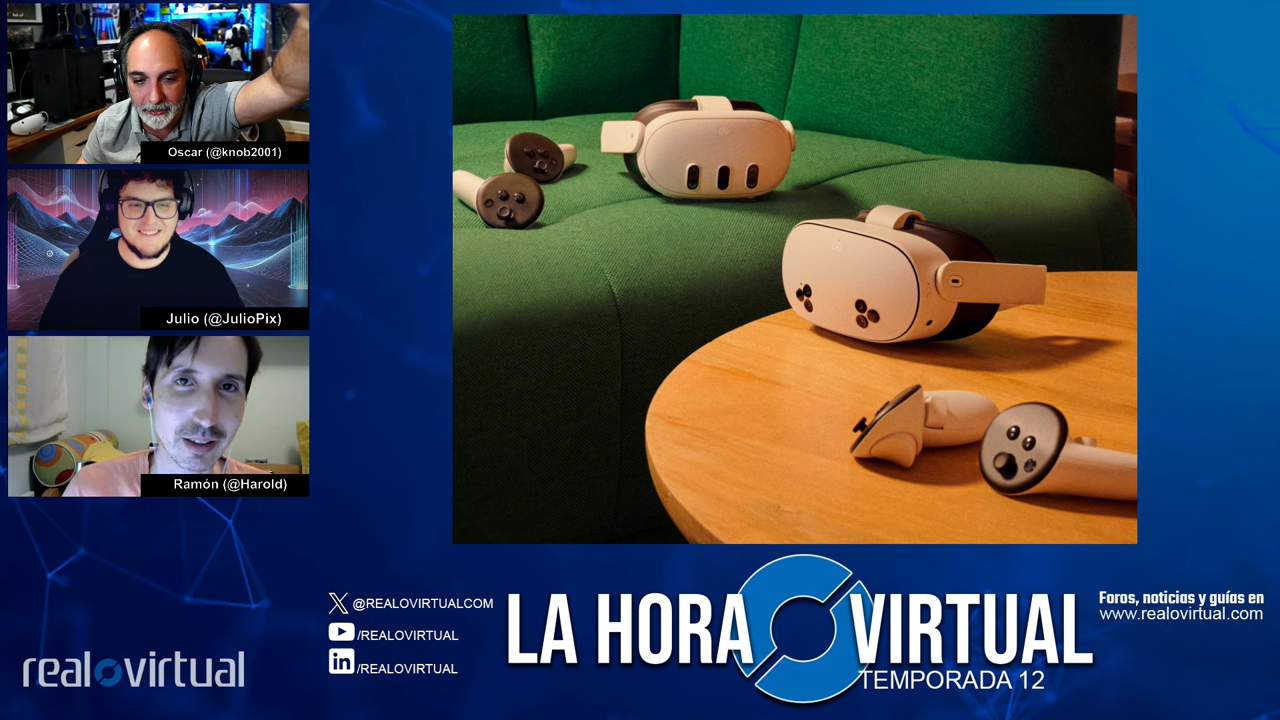 Oscar (@knob2001)
Julio (@JulioPix)
Ramón (@Harold)
@REALOVIRTUALCOM
/REALOVIRTUAL
/REALOVIRTUAL
LA HORA VIRTUAL
TEMPORADA 12
Foros, noticias y guías en
www.realovirtual.com
realovirtual